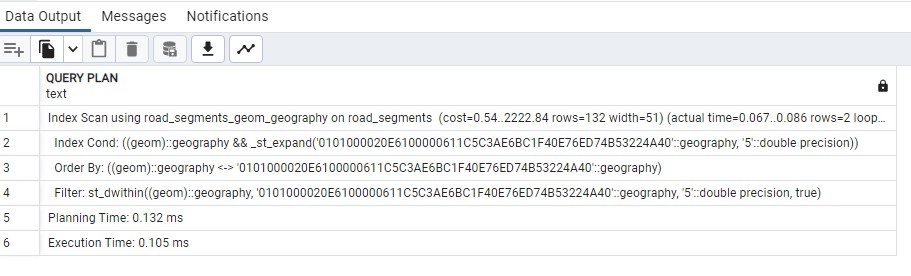 Data Output Messages Notifications
QUERY PLAN
text
1 Index Scan using road_segments_geom_geography on road_segments (cost=0.54..2222.84 rows=132 width=51) (actual time=0.067..0.086 rows=2 loop...
2 Index Cond: ((geom)::geography && _st_expand('0101000020E6100000611C5C3AE6BC1F40E76ED74B53224A40'::geography, '5'::double precision))
3 Order By: ((geom)::geography <-> '0101000020E6100000611C5C3AE6BC1F40E76ED74B53224A40'::geography)
4 Filter: st_dwithin((geom)::geography, '0101000020E6100000611C5C3AE6BC1F40E76ED74B53224A40'::geography, '5'::double precision, true)
5 Planning Time: 0.132 ms
6 Execution Time: 0.105 ms